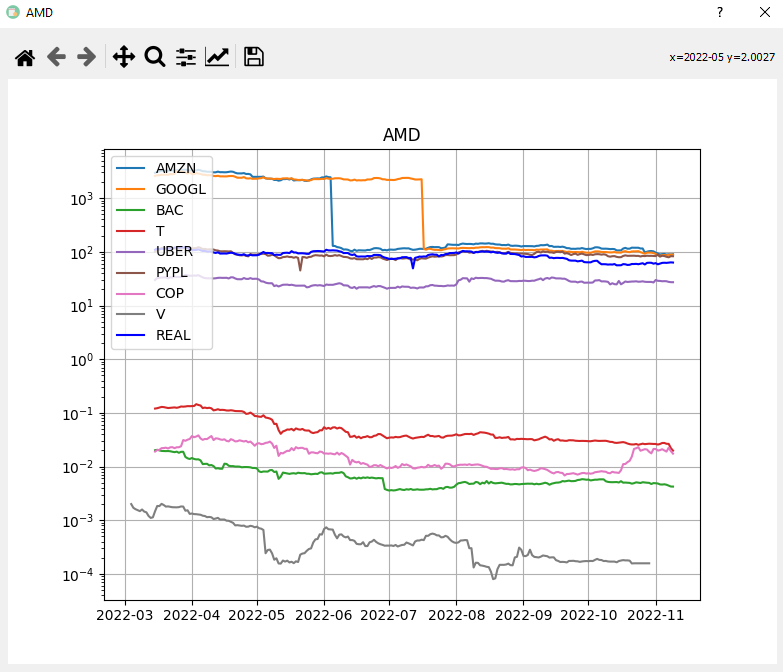 AMD
?
x=2022-05 y=2.0027
AMD
AMZN
GOOGL
BAC
T
UBER
PYPL
COP
V
REAL
10³
10²
10¹
10⁰
10⁻¹
10⁻²
10⁻³
10⁻⁴
2022-03 2022-04 2022-05 2022-06 2022-07 2022-08 2022-09 2022-10 2022-11